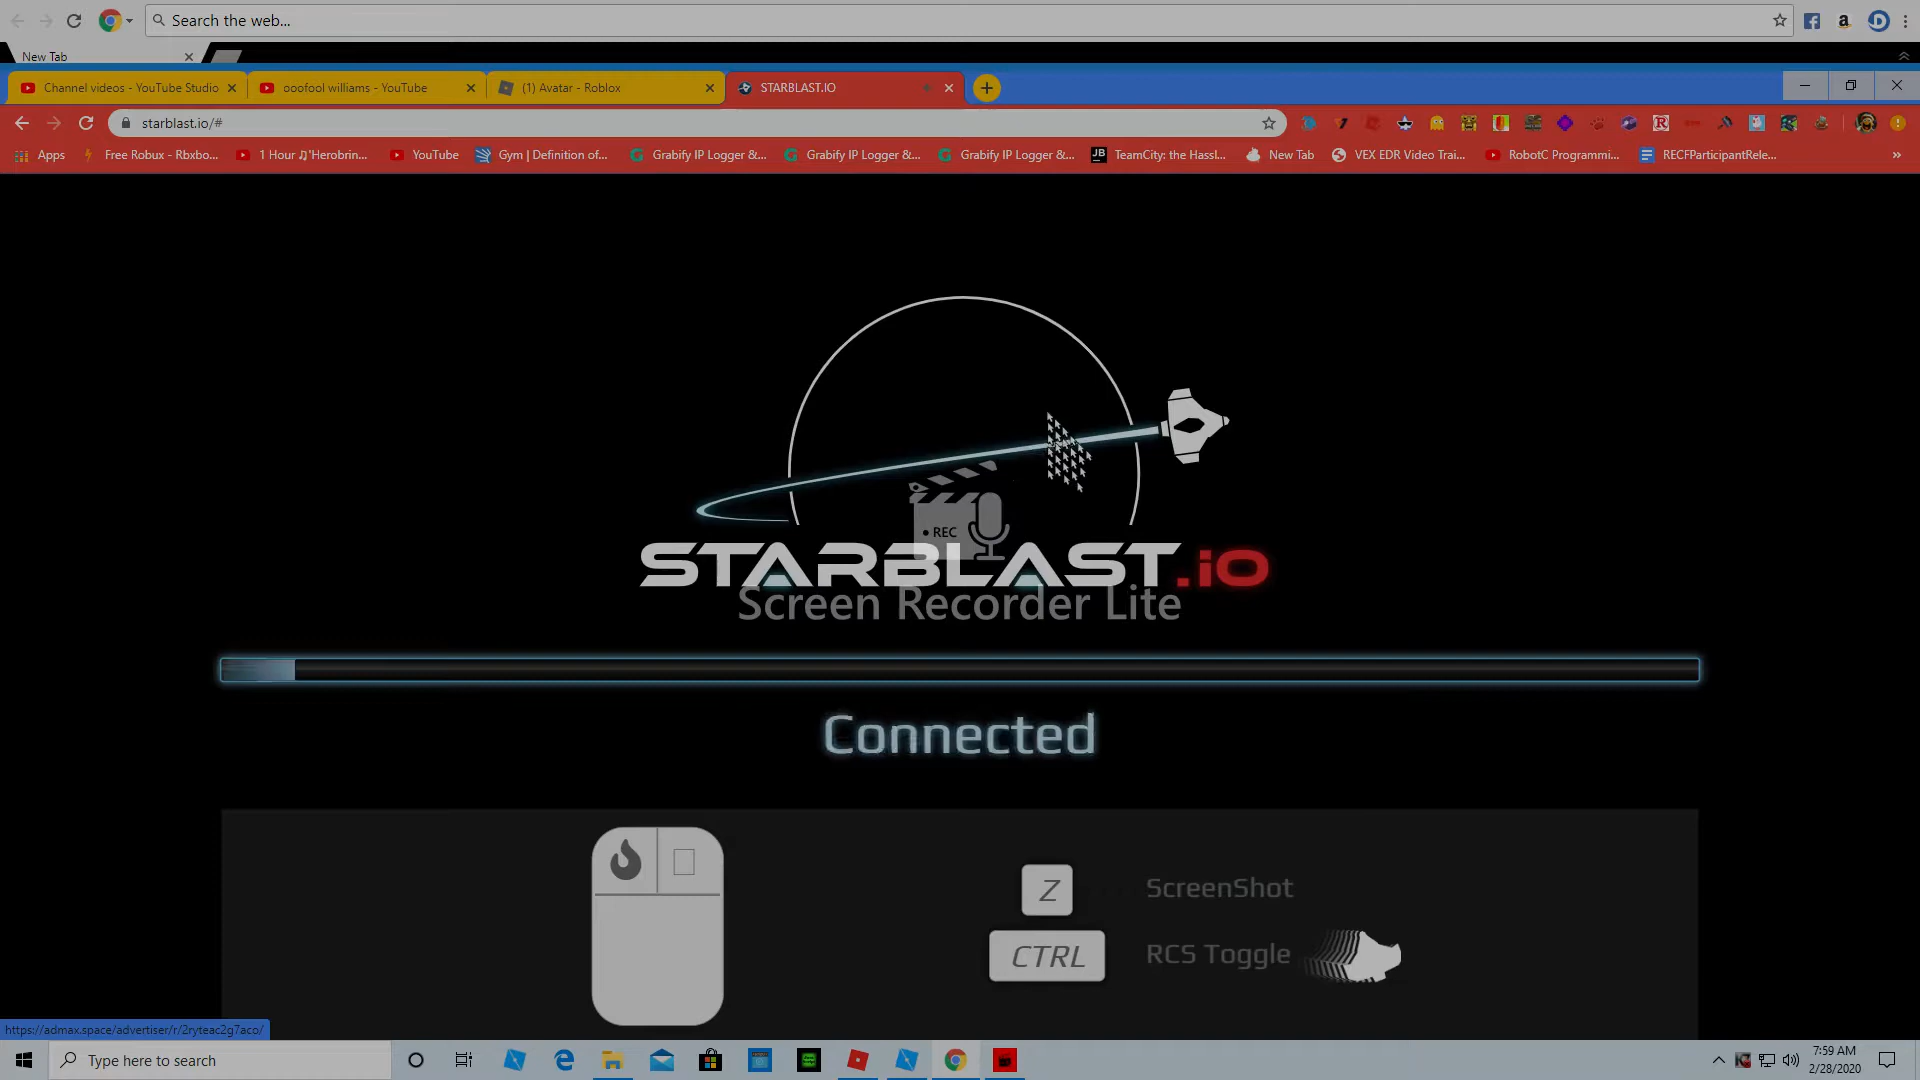 Search the web...
New Tab
Channel videos - YouTube Studio
ooofool williams - YouTube
(1) Avatar - Roblox
STARBLAST.IO
starblast.io/#
Apps
Free Robux - Rbxbo...
1 Hour ♫'Herobrin...
YouTube
Gym | Definition of...
Grabify IP Logger &...
Grabify IP Logger &...
Grabify IP Logger &...
TeamCity: the Hassl...
New Tab
VEX EDR Video Trai...
RobotC Programmi...
RECFParticipantRele...
REC
STARBLAST.io
Screen Recorder Lite
Connected
Z
ScreenShot
CTRL
RCS Toggle
https://admax.space/advertiser/r/2ryteac2g7aco/
Type here to search
7:59 AM
2/28/2020